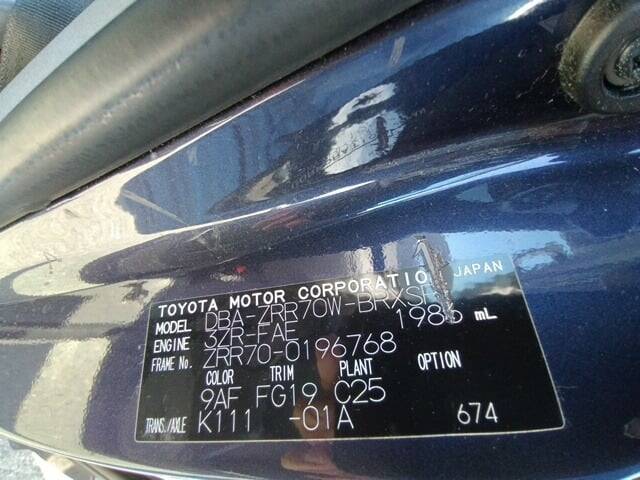 TOYOTA MOTOR CORPORATION JAPAN
MODEL DBA-ZRR70W-BRXSP
ENGINE 3ZR-FAE 1986 mL
FRAME No. ZRR70-0196768
COLOR TRIM PLANT OPTION
9AF FG19 C25
TRANS./AXLE K111 -01A 674